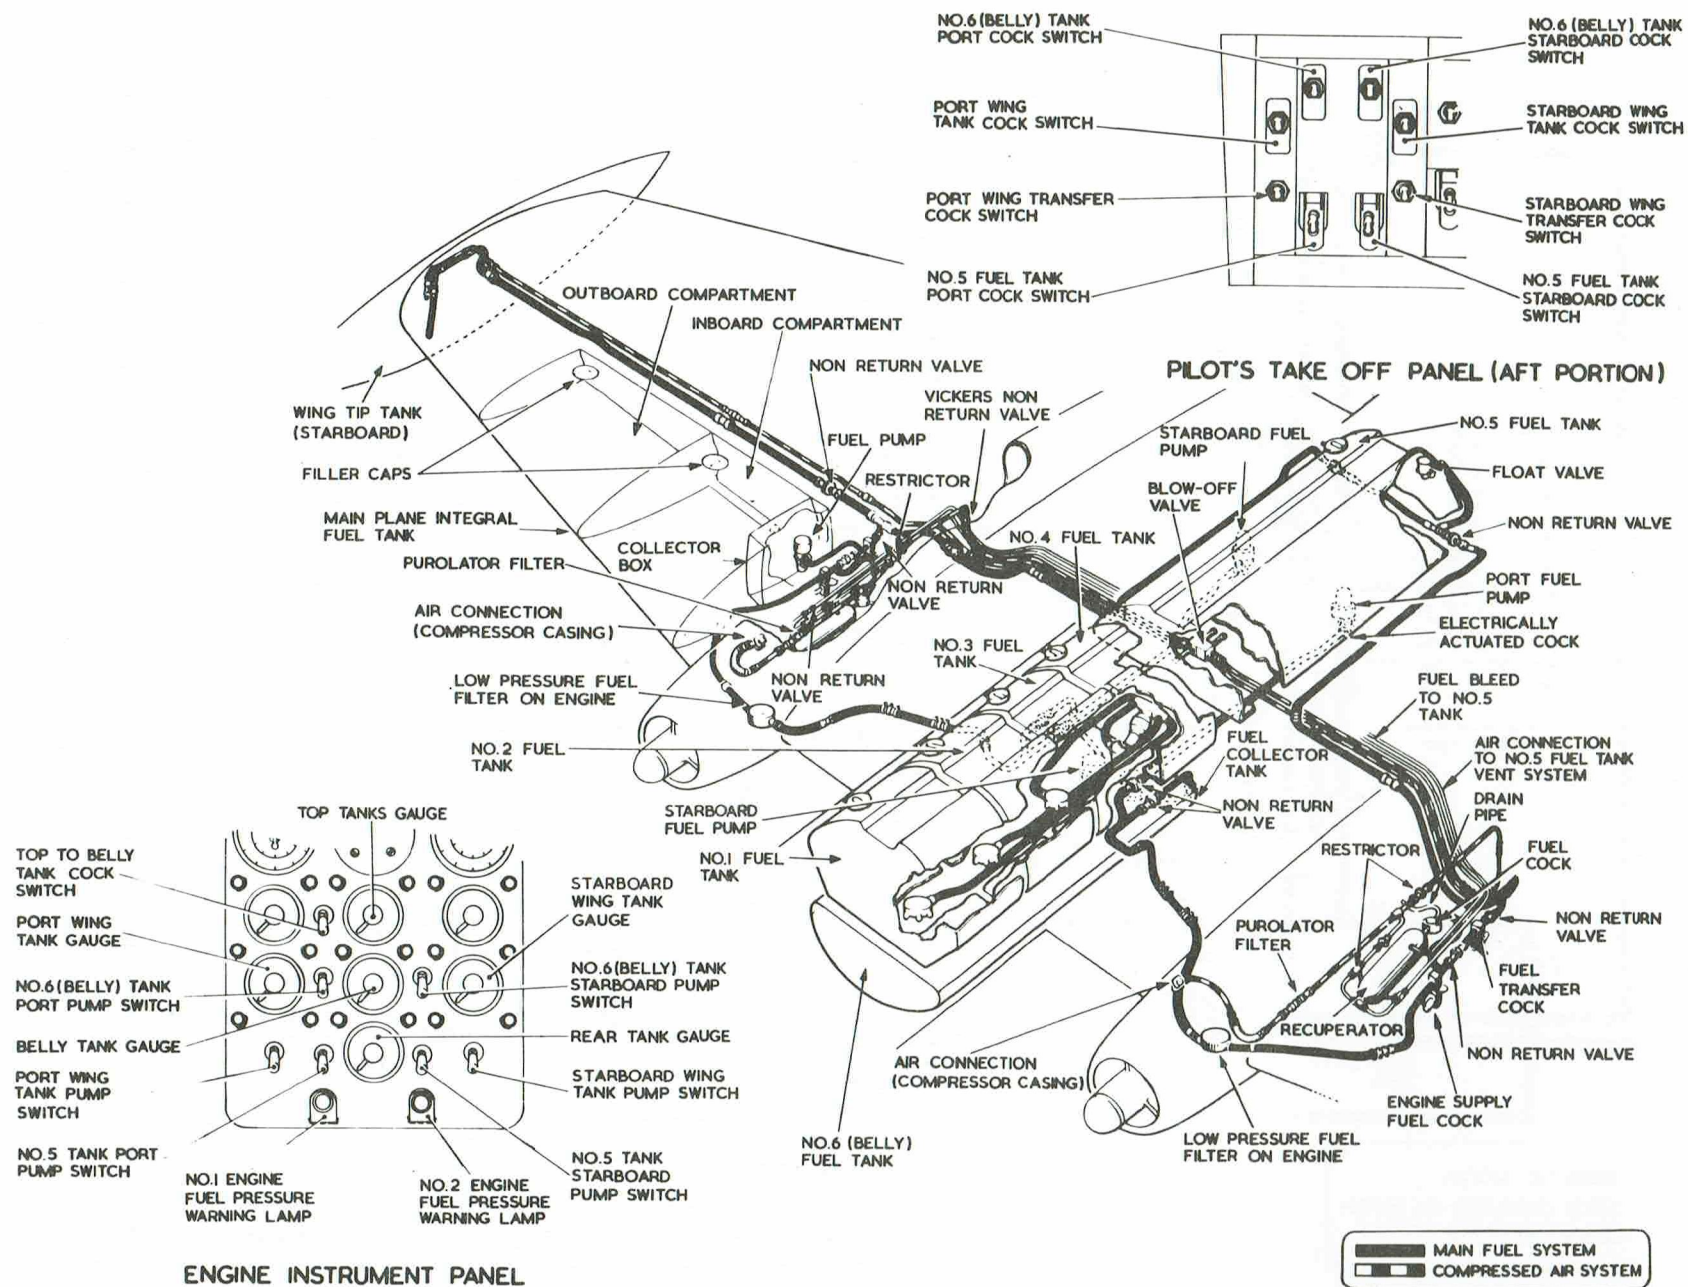 NO.6 (BELLY) TANK
PORT COCK SWITCH
NO.6 (BELLY) TANK
STARBOARD COCK
SWITCH
PORT WING
TANK COCK SWITCH
STARBOARD WING
TANK COCK SWITCH
PORT WING TRANSFER
COCK SWITCH
STARBOARD WING
TRANSFER COCK
SWITCH
NO.5 FUEL TANK
PORT COCK SWITCH
NO.5 FUEL TANK
STARBOARD COCK
SWITCH
PILOT'S TAKE OFF PANEL (AFT PORTION)
OUTBOARD COMPARTMENT
INBOARD COMPARTMENT
NON RETURN VALVE
VICKERS NON
RETURN VALVE
WING TIP TANK
(STARBOARD)
FUEL PUMP
STARBOARD FUEL
PUMP
NO.5 FUEL TANK
FILLER CAPS
RESTRICTOR
BLOW-OFF
VALVE
FLOAT VALVE
MAIN PLANE INTEGRAL
FUEL TANK
COLLECTOR
BOX
NO.4 FUEL TANK
NON RETURN VALVE
PUROLATOR FILTER
NON RETURN
VALVE
PORT FUEL
PUMP
AIR CONNECTION
(COMPRESSOR CASING)
ELECTRICALLY
ACTUATED COCK
NO.3 FUEL
TANK
LOW PRESSURE FUEL
FILTER ON ENGINE
NON RETURN
VALVE
FUEL BLEED
TO NO.5
TANK
NO.2 FUEL
TANK
FUEL
COLLECTOR
TANK
AIR CONNECTION
TO NO.5 FUEL TANK
VENT SYSTEM
STARBOARD
FUEL PUMP
NON RETURN
VALVE
DRAIN
PIPE
NO.1 FUEL
TANK
RESTRICTOR
FUEL
COCK
PUROLATOR
FILTER
NON RETURN
VALVE
FUEL
TRANSFER
COCK
RECUPERATOR
NON RETURN VALVE
AIR CONNECTION
(COMPRESSOR CASING)
ENGINE SUPPLY
FUEL COCK
NO.6 (BELLY)
FUEL TANK
LOW PRESSURE FUEL
FILTER ON ENGINE
TOP TANKS GAUGE
TOP TO BELLY
TANK COCK
SWITCH
STARBOARD
WING TANK
GAUGE
PORT WING
TANK GAUGE
NO.6 (BELLY) TANK
PORT PUMP SWITCH
NO.6 (BELLY) TANK
STARBOARD PUMP
SWITCH
BELLY TANK GAUGE
REAR TANK GAUGE
PORT WING
TANK PUMP
SWITCH
STARBOARD WING
TANK PUMP SWITCH
NO.5 TANK PORT
PUMP SWITCH
NO.5 TANK
STARBOARD
PUMP SWITCH
NO.1 ENGINE
FUEL PRESSURE
WARNING LAMP
NO.2 ENGINE
FUEL PRESSURE
WARNING LAMP
ENGINE INSTRUMENT PANEL
MAIN FUEL SYSTEM
COMPRESSED AIR SYSTEM